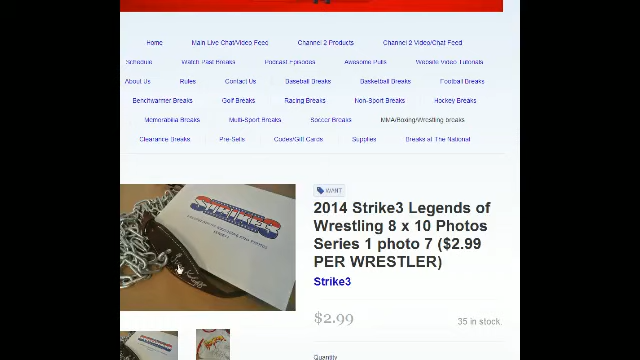 Home Main Live Chat/Video Feed Channel 2 Products Channel 2 Video/Chat Feed
Schedule Watch Past Breaks Podcast Episodes Awesome Pulls Website Video Tutorials
About Us Rules Contact Us Baseball Breaks Basketball Breaks Football Breaks
Benchwarmer Breaks Golf Breaks Racing Breaks Non-Sport Breaks Hockey Breaks
Memorabilia Breaks Multi-Sport Breaks Soccer Breaks MMA/Boxing/Wrestling breaks
Clearance Breaks Pre-Sells Codes/Gift Cards Supplies Breaks at The National
STRIKE3
WANT
2014 Strike3 Legends of
Wrestling 8 x 10 Photos
Series 1 photo 7 ($2.99
PER WRESTLER)
Strike3
$2.99 35 in stock.
Quantity